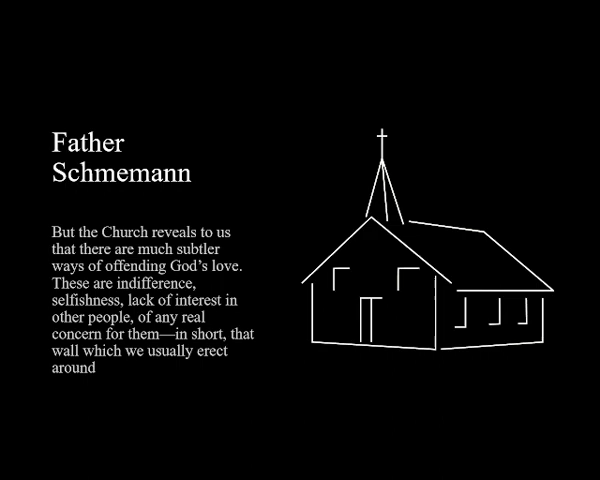 Father
Schmemann
But the Church reveals to us
that there are much subtler
ways of offending God’s love.
These are indifference,
selfishness, lack of interest in
other people, of any real
concern for them—in short, that
wall which we usually erect
around